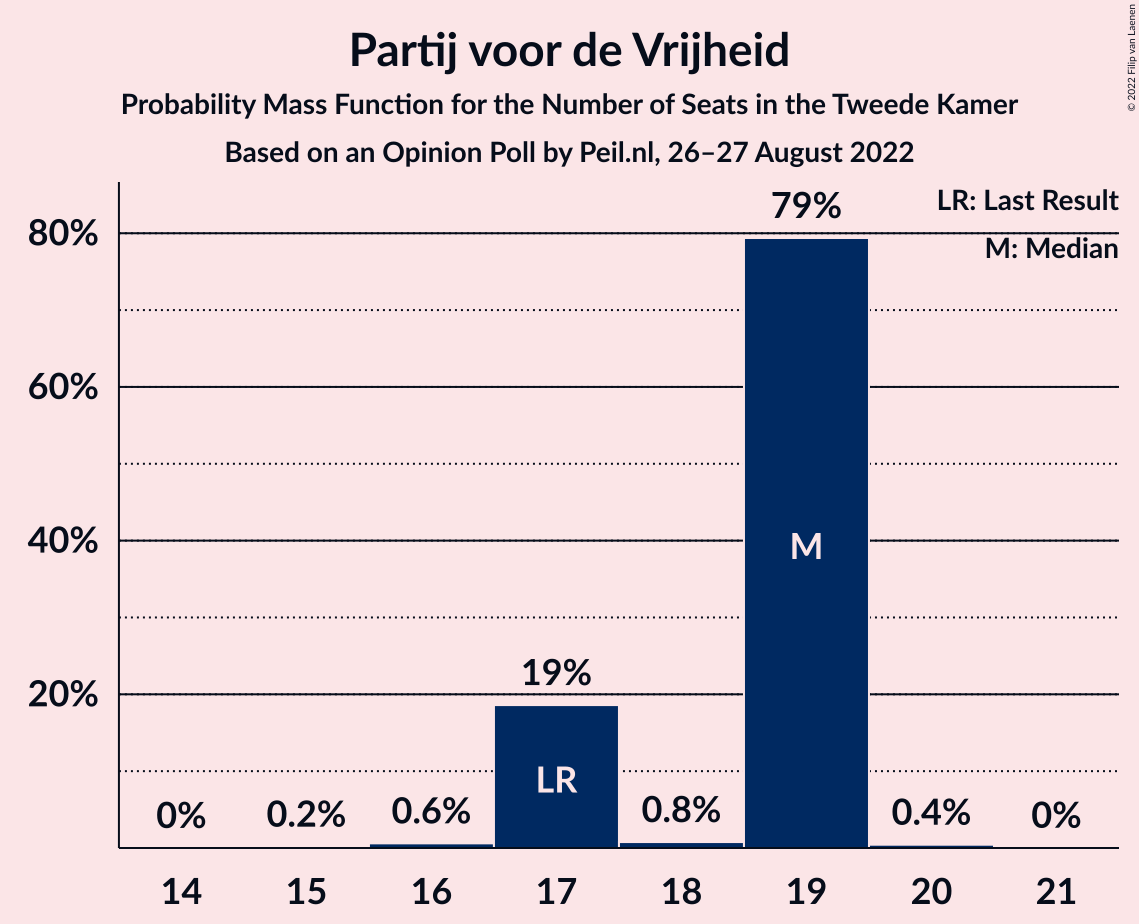 Partij voor de Vrijheid
Probability Mass Function for the Number of Seats in the Tweede Kamer
Based on an Opinion Poll by Peil.nl, 26–27 August 2022
© 2022 Filip van Laenen
LR: Last Result
M: Median
80%
60%
40%
20%
0%
0.2%
0.6%
19%
0.8%
79%
0.4%
0%
LR
M
14
15
16
17
18
19
20
21